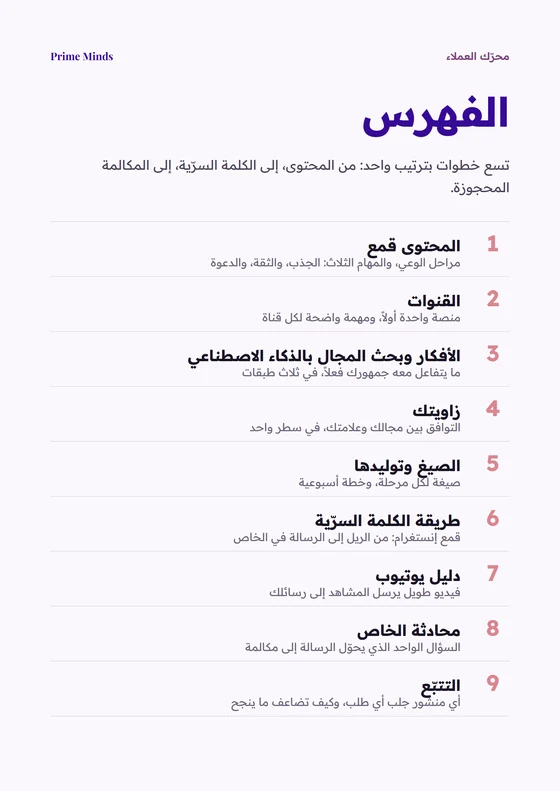 محرّك العملاء
Prime Minds
الفهرس
تسع خطوات بترتيب واحد: من المحتوى، إلى الكلمة السرّية، إلى المكالمة
المحجوزة.
1
المحتوى قمع
مراحل الوعي، والمهام الثلاث: الجذب، والثقة، والدعوة
2
القنوات
منصة واحدة أولاً، ومهمة واضحة لكل قناة
3
الأفكار وبحث المجال بالذكاء الاصطناعي
ما يتفاعل معه جمهورك فعلاً، في ثلاث طبقات
4
زاويتك
التوافق بين مجالك وعلامتك، في سطر واحد
5
الصيغ وتوليدها
صيغة لكل مرحلة، وخطة أسبوعية
6
طريقة الكلمة السرّية
قمع إنستغرام: من الريل إلى الرسالة في الخاص
7
دليل يوتيوب
فيديو طويل يرسل المشاهد إلى رسائلك
8
محادثة الخاص
السؤال الواحد الذي يحوّل الرسالة إلى مكالمة
9
التتبّع
أي منشور جلب أي طلب، وكيف تضاعف ما ينجح